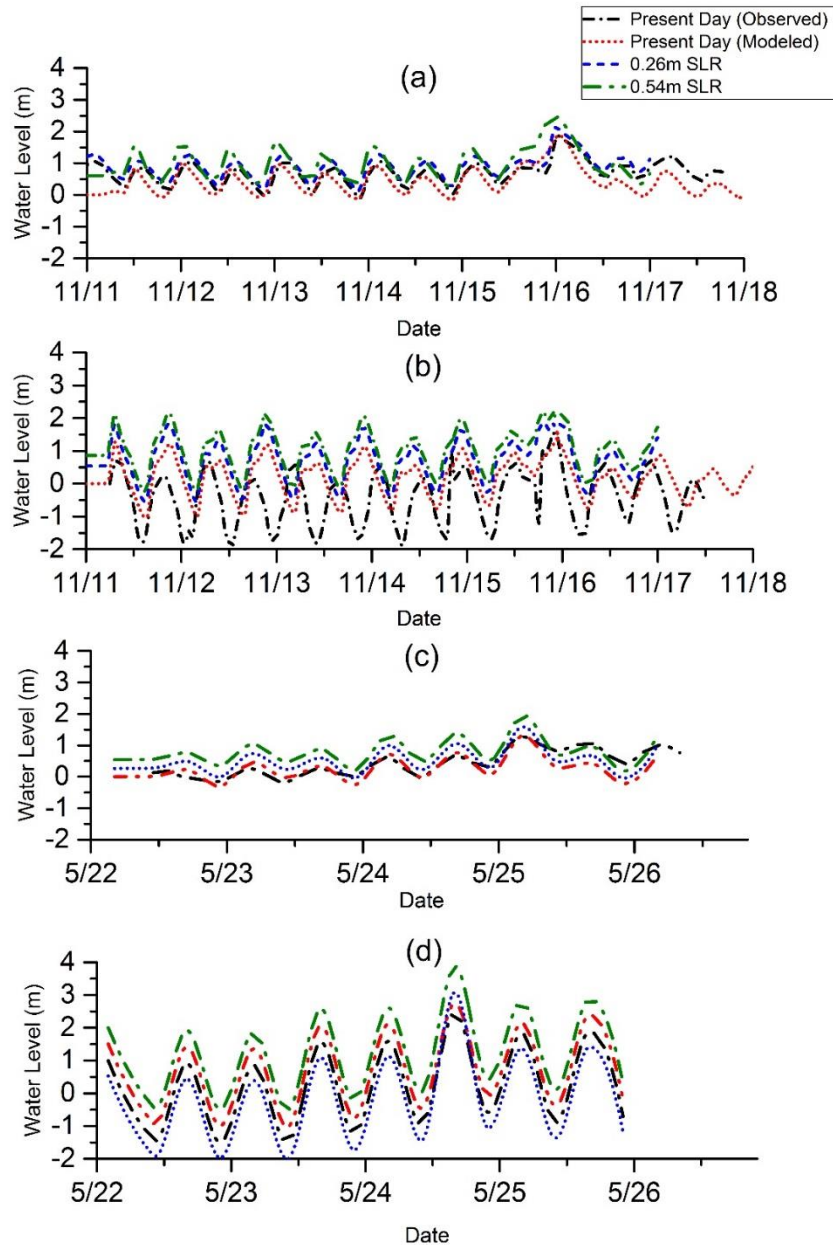 Present Day (Observed)
Present Day (Modeled)
0.26m SLR
0.54m SLR
(a)
Water Level (m)
4
3
2
1
0
-1
-2
11/11 11/12 11/13 11/14 11/15 11/16 11/17 11/18
Date
(b)
Water Level (m)
4
3
2
1
0
-1
-2
11/11 11/12 11/13 11/14 11/15 11/16 11/17 11/18
Date
(c)
Water Level (m)
4
3
2
1
0
-1
-2
5/22 5/23 5/24 5/25 5/26
Date
(d)
Water Level (m)
4
3
2
1
0
-1
-2
5/22 5/23 5/24 5/25 5/26
Date